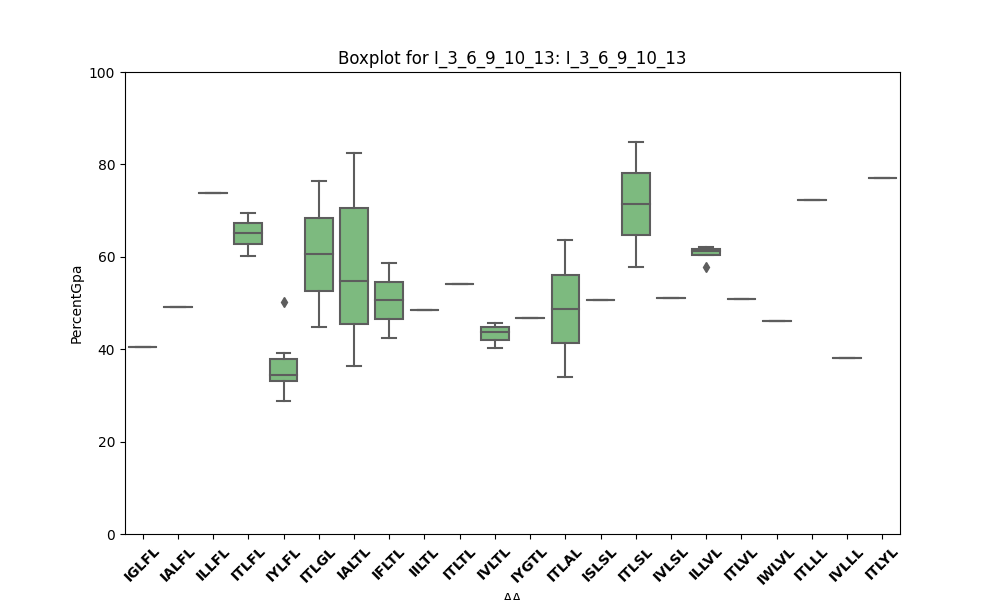 Boxplot for I_3_6_9_10_13: I_3_6_9_10_13
100
80
60
40
20
0
PercentGpa
IGLFL
IALFL
ILLFL
ITLFL
IYLFL
ITLGL
IALTL
IFLTL
IILTL
ITLTL
IVLTL
IYGTL
ITLAL
ISLSL
ITLSL
IVLSL
ILLVL
ITLVL
IWLVL
ITLLL
IVLLL
ITLYL
AA